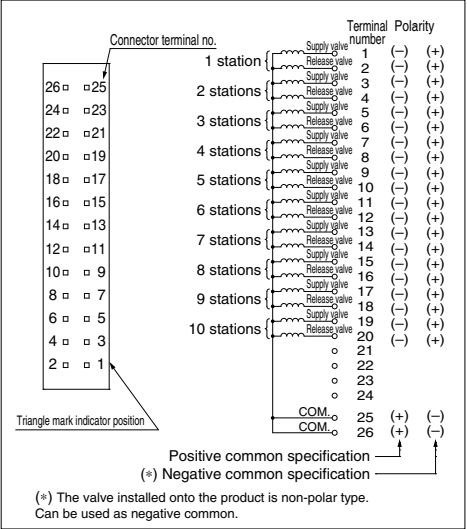 Terminal number Polarity
Connector terminal no.
1 station Supply valve 1 (−) (+)
Release valve 2 (−) (+)
2 stations Supply valve 3 (−) (+)
Release valve 4 (−) (+)
3 stations Supply valve 5 (−) (+)
Release valve 6 (−) (+)
4 stations Supply valve 7 (−) (+)
Release valve 8 (−) (+)
5 stations Supply valve 9 (−) (+)
Release valve 10 (−) (+)
6 stations Supply valve 11 (−) (+)
Release valve 12 (−) (+)
7 stations Supply valve 13 (−) (+)
Release valve 14 (−) (+)
8 stations Supply valve 15 (−) (+)
Release valve 16 (−) (+)
9 stations Supply valve 17 (−) (+)
Release valve 18 (−) (+)
10 stations Supply valve 19 (−) (+)
Release valve 20 (−) (+)
21
22
23
24
COM. 25 (+) (−)
COM. 26 (+) (−)
26 25
24 23
22 21
20 19
18 17
16 15
14 13
12 11
10 9
8 7
6 5
4 3
2 1
Triangle mark indicator position
Positive common specification
(*) Negative common specification
(*) The valve installed onto the product is non-polar type.
Can be used as negative common.